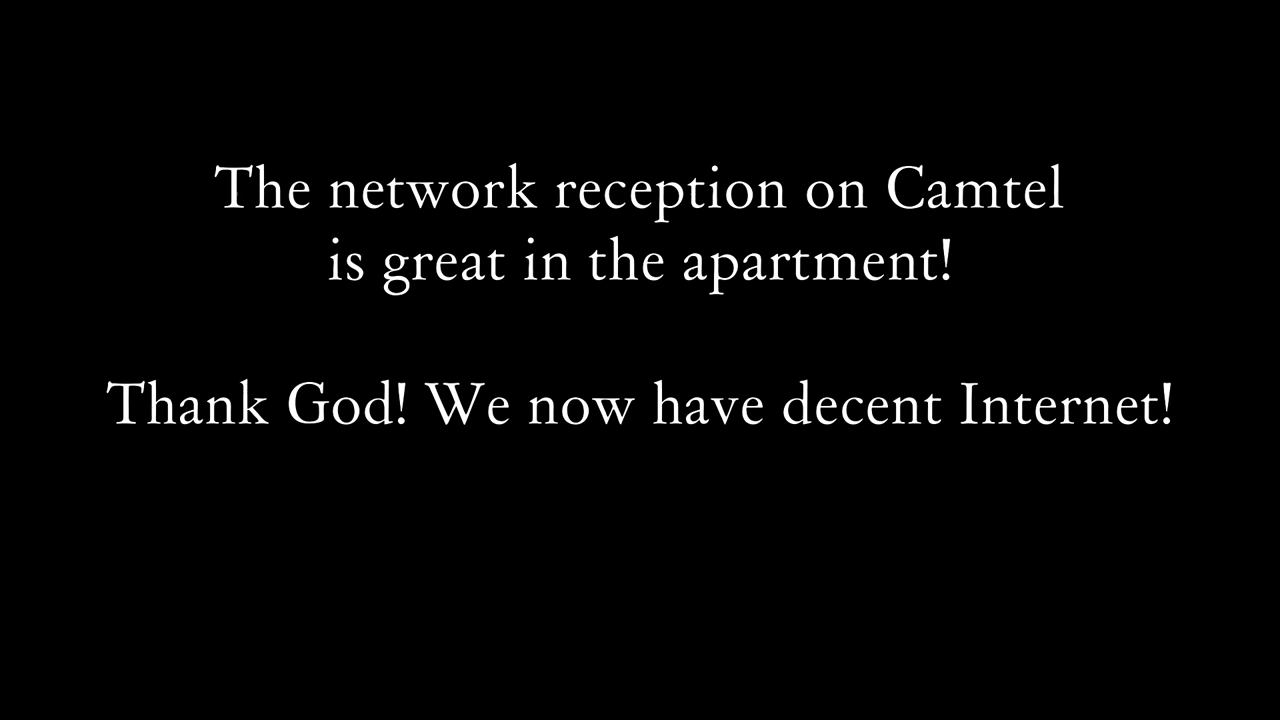 The network reception on Camtel
is great in the apartment!
Thank God! We now have decent Internet!